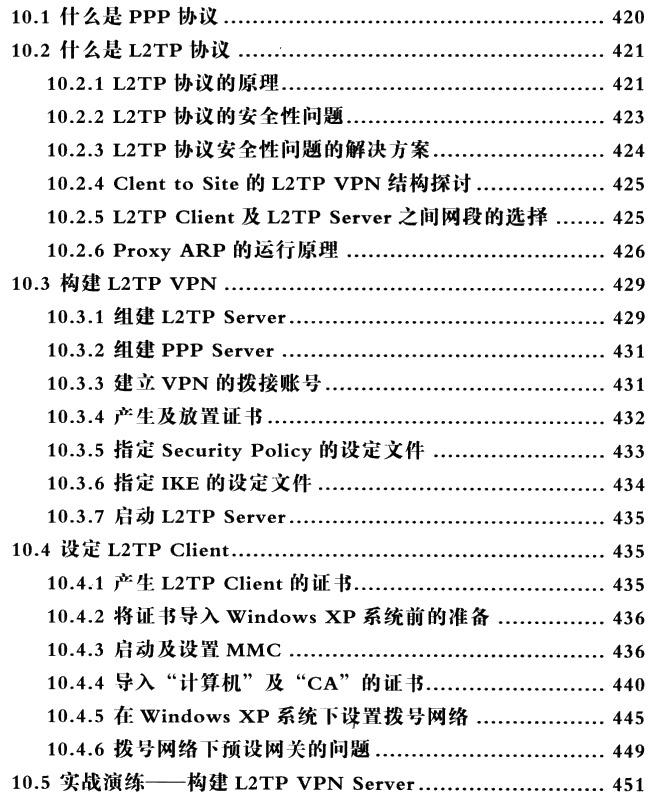 10.1 什么是 PPP 协议 ........................................................ 420
10.2 什么是 L2TP 协议 ...................................................... 421
10.2.1 L2TP 协议的原理................................................ 421
10.2.2 L2TP 协议的安全性问题...................................... 423
10.2.3 L2TP 协议安全性问题的解决方案......................... 424
10.2.4 Clent to Site 的 L2TP VPN 结构探讨 ................... 425
10.2.5 L2TP Client 及 L2TP Server 之间网段的选择 ....... 425
10.2.6 Proxy ARP 的运行原理 ...................................... 426
10.3 构建 L2TP VPN ........................................................ 429
10.3.1 组建 L2TP Server............................................... 429
10.3.2 组建 PPP Server ................................................ 431
10.3.3 建立 VPN 的拨接账号......................................... 431
10.3.4 产生及放置证书 ................................................. 432
10.3.5 指定 Security Policy 的设定文件 ......................... 433
10.3.6 指定 IKE 的设定文件 .......................................... 434
10.3.7 启动 L2TP Server............................................... 435
10.4 设定 L2TP Client....................................................... 435
10.4.1 产生 L2TP Client 的证书..................................... 435
10.4.2 将证书导入 Windows XP 系统前的准备 ................ 436
10.4.3 启动及设置 MMC ............................................... 436
10.4.4 导入“计算机”及“CA”的证书.......................... 440
10.4.5 在 Windows XP 系统下设置拨号网络 ................... 445
10.4.6 拨号网络下预设网关的问题.................................. 449
10.5 实战演练——构建 L2TP VPN Server........................... 451